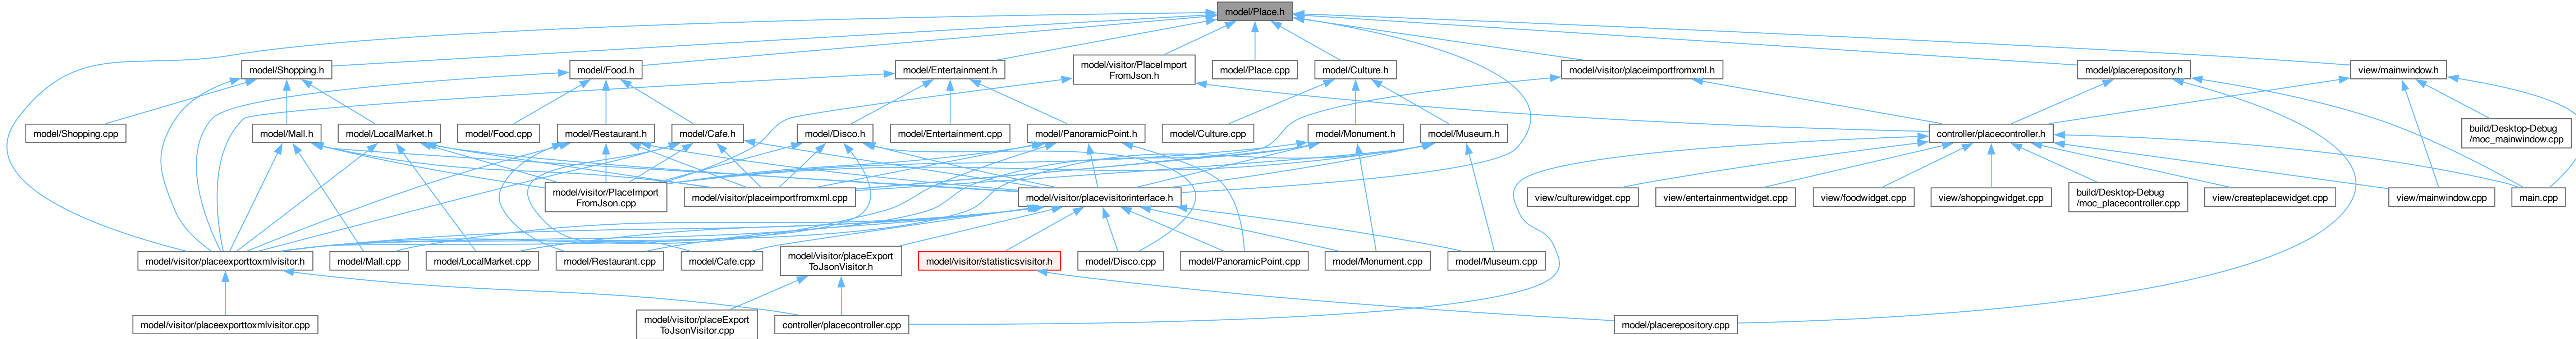 model/Place.h
model/Shopping.h
model/Food.h
model/Entertainment.h
model/visitor/PlaceImport
FromJson.h
model/Place.cpp
model/Culture.h
model/visitor/placeimportfromxml.h
model/placerepository.h
view/mainwindow.h
model/Shopping.cpp
model/Mall.h
model/LocalMarket.h
model/Food.cpp
model/Restaurant.h
model/Cafe.h
model/Disco.h
model/Entertainment.cpp
model/PanoramicPoint.h
model/Culture.cpp
model/Monument.h
model/Museum.h
controller/placecontroller.h
build/Desktop-Debug
/moc_mainwindow.cpp
model/visitor/PlaceImport
FromJson.cpp
model/visitor/placeimportfromxml.cpp
model/visitor/placevisitorinterface.h
view/culturewidget.cpp
view/entertainmentwidget.cpp
view/foodwidget.cpp
view/shoppingwidget.cpp
build/Desktop-Debug
/moc_placecontroller.cpp
view/createplacewidget.cpp
view/mainwindow.cpp
main.cpp
model/visitor/placeexporttoxmlvisitor.h
model/Mall.cpp
model/LocalMarket.cpp
model/Restaurant.cpp
model/Cafe.cpp
model/visitor/placeExport
ToJsonVisitor.h
model/visitor/statisticsvisitor.h
model/Disco.cpp
model/PanoramicPoint.cpp
model/Monument.cpp
model/Museum.cpp
model/visitor/placeexporttoxmlvisitor.cpp
model/visitor/placeExport
ToJsonVisitor.cpp
controller/placecontroller.cpp
model/placerepository.cpp